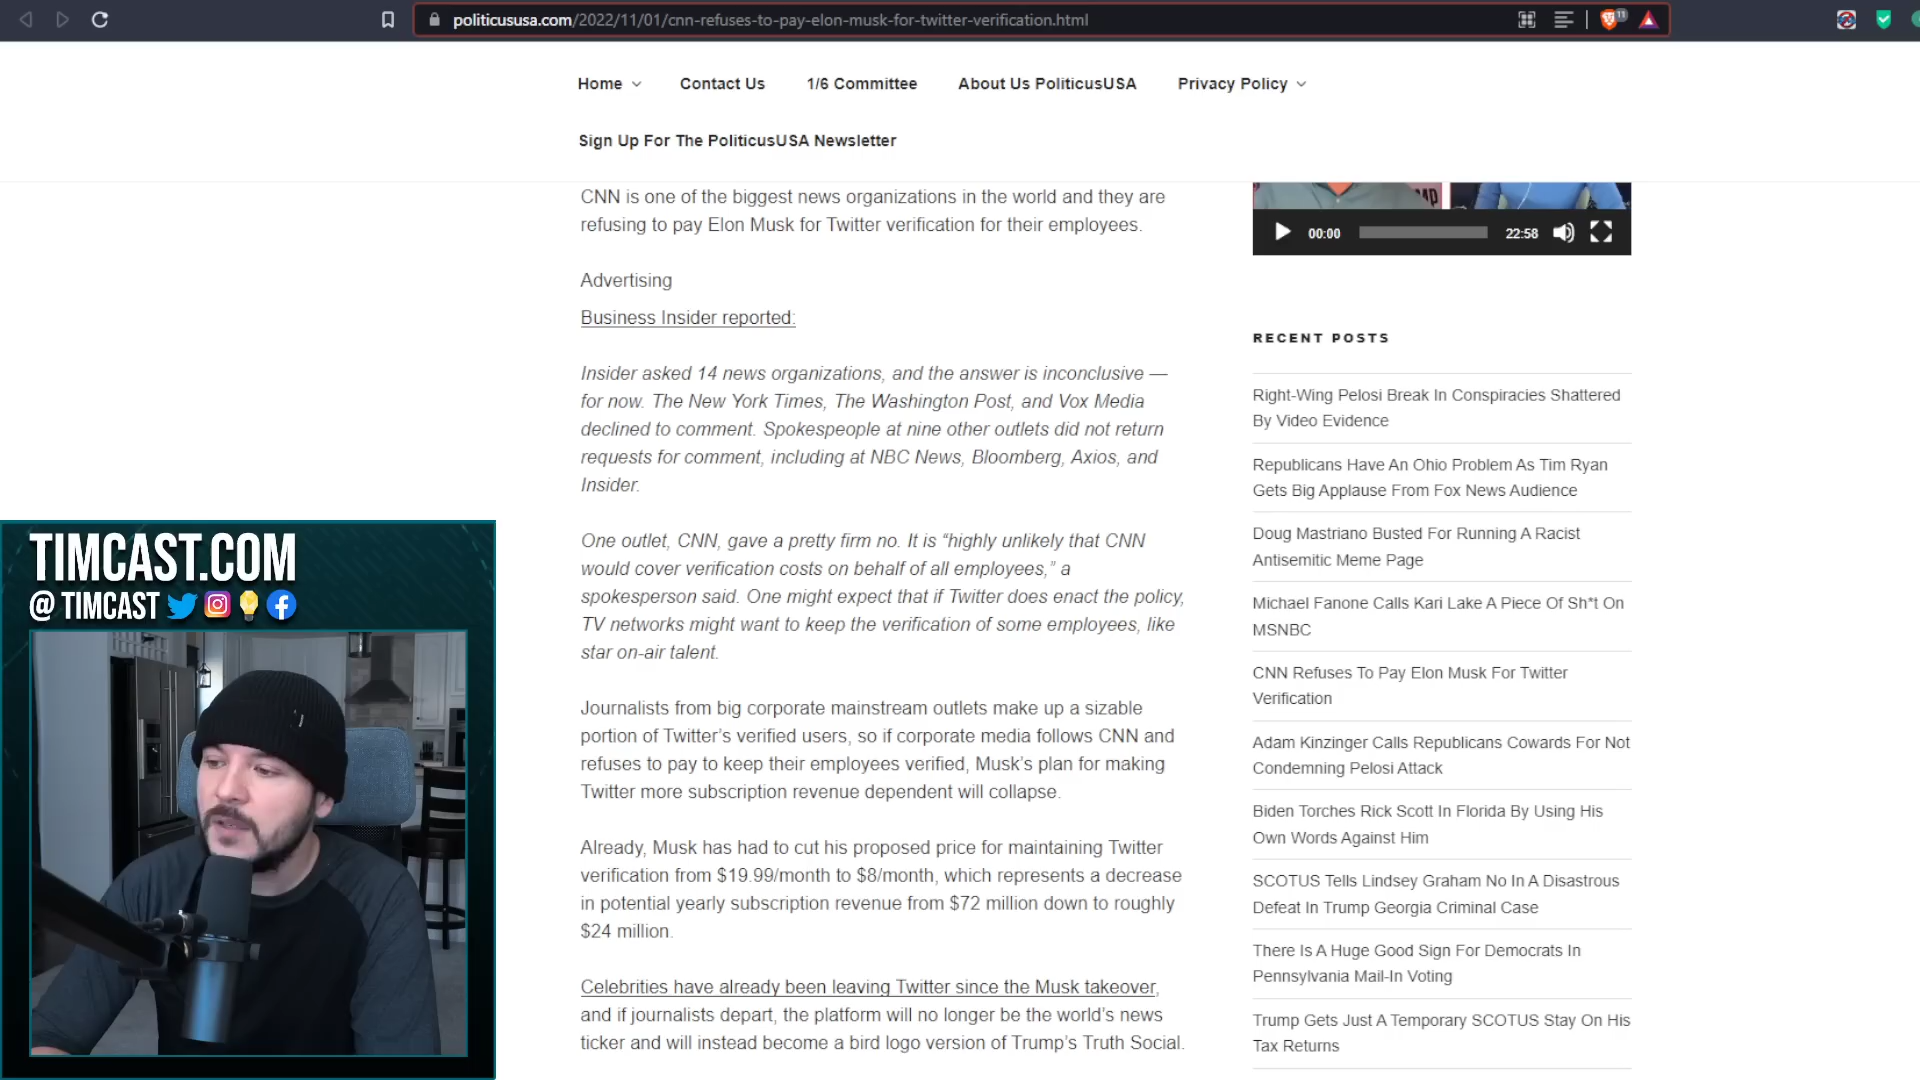 politicususa.com/2022/11/01/cnn-refuses-to-pay-elon-musk-for-twitter-verification.html
11
Home
Contact Us
1/6 Committee
About Us PoliticusUSA
Privacy Policy
Sign Up For The PoliticusUSA Newsletter
CNN is one of the biggest news organizations in the world and they are
refusing to pay Elon Musk for Twitter verification for their employees.
Advertising
Business Insider reported:
Insider asked 14 news organizations, and the answer is inconclusive —
for now. The New York Times, The Washington Post, and Vox Media
declined to comment. Spokespeople at nine other outlets did not return
requests for comment, including at NBC News, Bloomberg, Axios, and
Insider.
One outlet, CNN, gave a pretty firm no. It is “highly unlikely that CNN
would cover verification costs on behalf of all employees,” a
spokesperson said. One might expect that if Twitter does enact the policy,
TV networks might want to keep the verification of some employees, like
star on-air talent.
Journalists from big corporate mainstream outlets make up a sizable
portion of Twitter’s verified users, so if corporate media follows CNN and
refuses to pay to keep their employees verified, Musk’s plan for making
Twitter more subscription revenue dependent will collapse.
Already, Musk has had to cut his proposed price for maintaining Twitter
verification from $19.99/month to $8/month, which represents a decrease
in potential yearly subscription revenue from $72 million down to roughly
$24 million.
Celebrities have already been leaving Twitter since the Musk takeover,
and if journalists depart, the platform will no longer be the world’s news
ticker and will instead become a bird logo version of Trump’s Truth Social.
00:00
22:58
RECENT POSTS
Right-Wing Pelosi Break In Conspiracies Shattered
By Video Evidence
Republicans Have An Ohio Problem As Tim Ryan
Gets Big Applause From Fox News Audience
Doug Mastriano Busted For Running A Racist
Antisemitic Meme Page
Michael Fanone Calls Kari Lake A Piece Of Sh*t On
MSNBC
CNN Refuses To Pay Elon Musk For Twitter
Verification
Adam Kinzinger Calls Republicans Cowards For Not
Condemning Pelosi Attack
Biden Torches Rick Scott In Florida By Using His
Own Words Against Him
SCOTUS Tells Lindsey Graham No In A Disastrous
Defeat In Trump Georgia Criminal Case
There Is A Huge Good Sign For Democrats In
Pennsylvania Mail-In Voting
Trump Gets Just A Temporary SCOTUS Stay On His
Tax Returns
TIMCAST.COM
@ TIMCAST